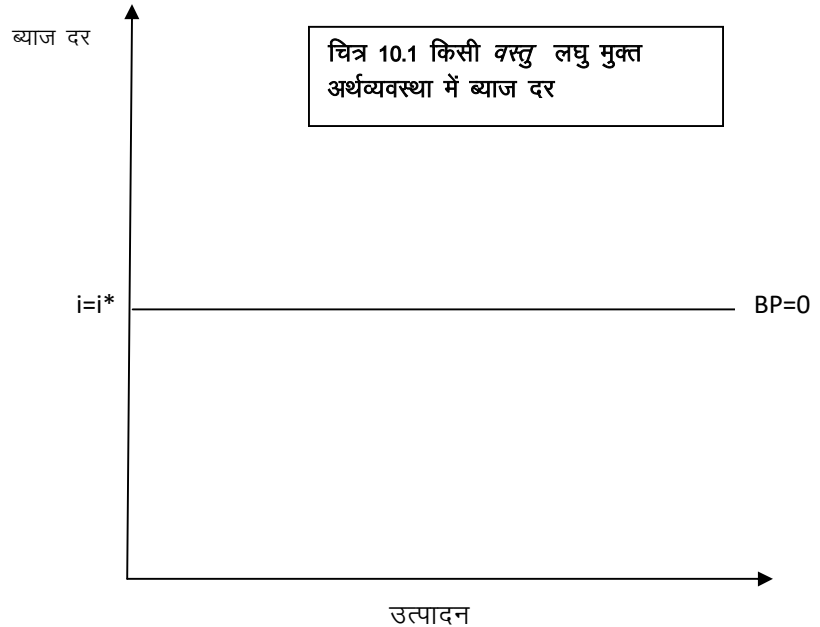 ब्याज दर
चित्र 10.1 किसी वस्तु लघु मुक्त
अर्थव्यवस्था में ब्याज दर
i=i*
BP=0
उत्पादन